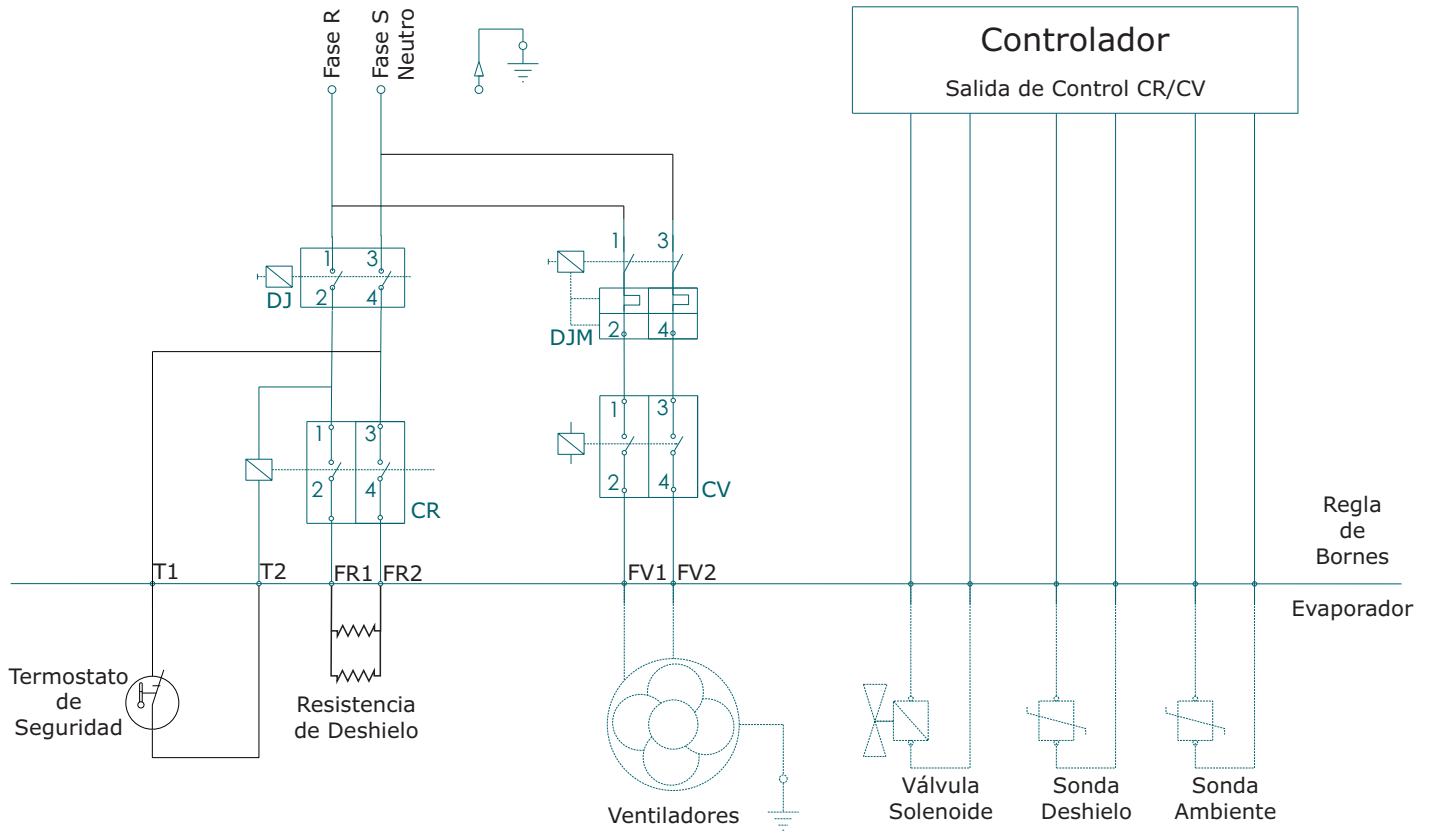 Fase R
Fase S
Neutro
Controlador
Salida de Control CR/CV
1
3
DJ
2
4
1
3
DJM
2
4
1
3
2
4
CR
1
3
2
4
CV
Regla
de
Bornes
T1
T2
FR1
FR2
FV1
FV2
Evaporador
Termostato
de
Seguridad
Resistencia
de Deshielo
Ventiladores
Válvula
Solenoide
Sonda
Deshielo
Sonda
Ambiente